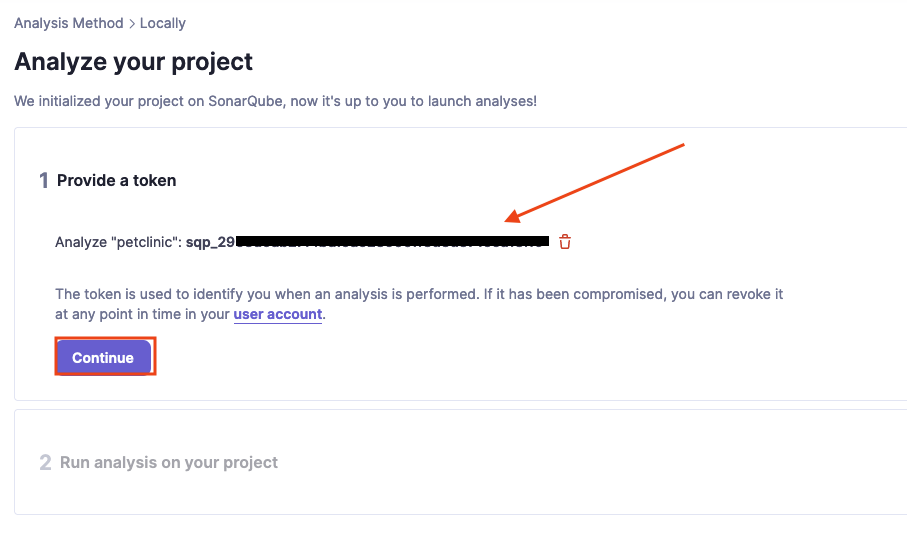 Analysis Method > Locally
Analyze your project
We initialized your project on SonarQube, now it's up to you to launch analyses!
1 Provide a token
Analyze "petclinic": sqp_29
The token is used to identify you when an analysis is performed. If it has been compromised, you can revoke it
at any point in time in your user account.
Continue
2 Run analysis on your project